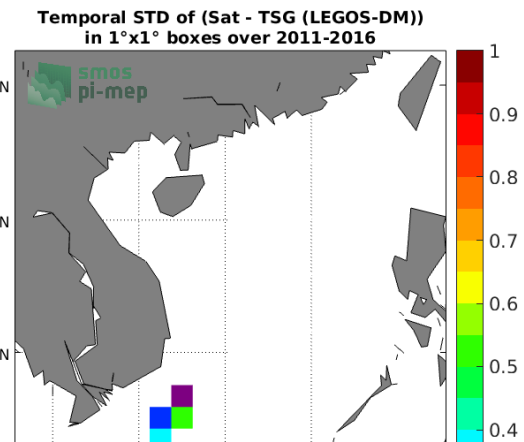 Temporal STD of (Sat - TSG (LEGOS-DM))
in 1°x1° boxes over 2011-2016
smos
pi-mep
N
N
N
1
0.9
0.8
0.7
0.6
0.5
0.4